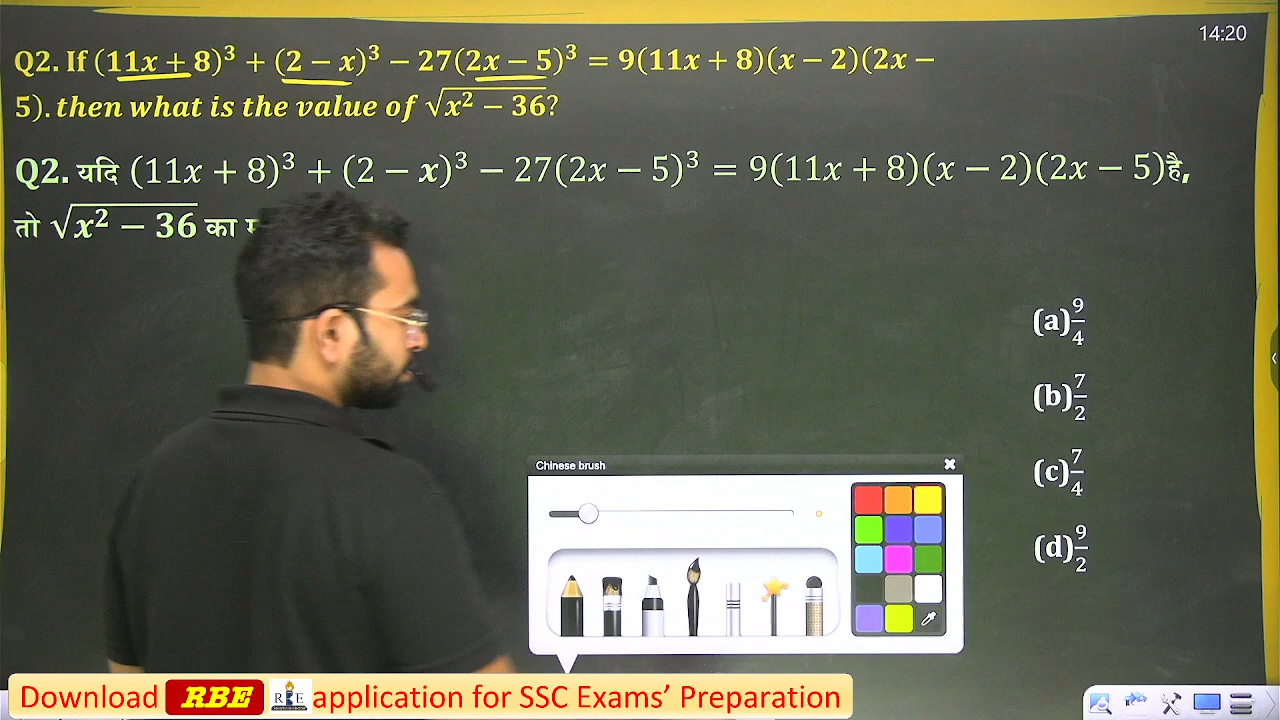 14:20
Q2. If (11x + 8)³ + (2 − x)³ − 27(2x − 5)³ = 9(11x + 8)(x − 2)(2x −
5). then what is the value of √x² − 36?
Q2. यदि (11x + 8)³ + (2 − x)³ − 27(2x − 5)³ = 9(11x + 8)(x − 2)(2x − 5)है,
तो √x² − 36 का
(a) 9/4
(b) 7/2
(c) 7/4
(d) 9/2
Chinese brush
Download RBE RBE application for SSC Exams’ Preparation